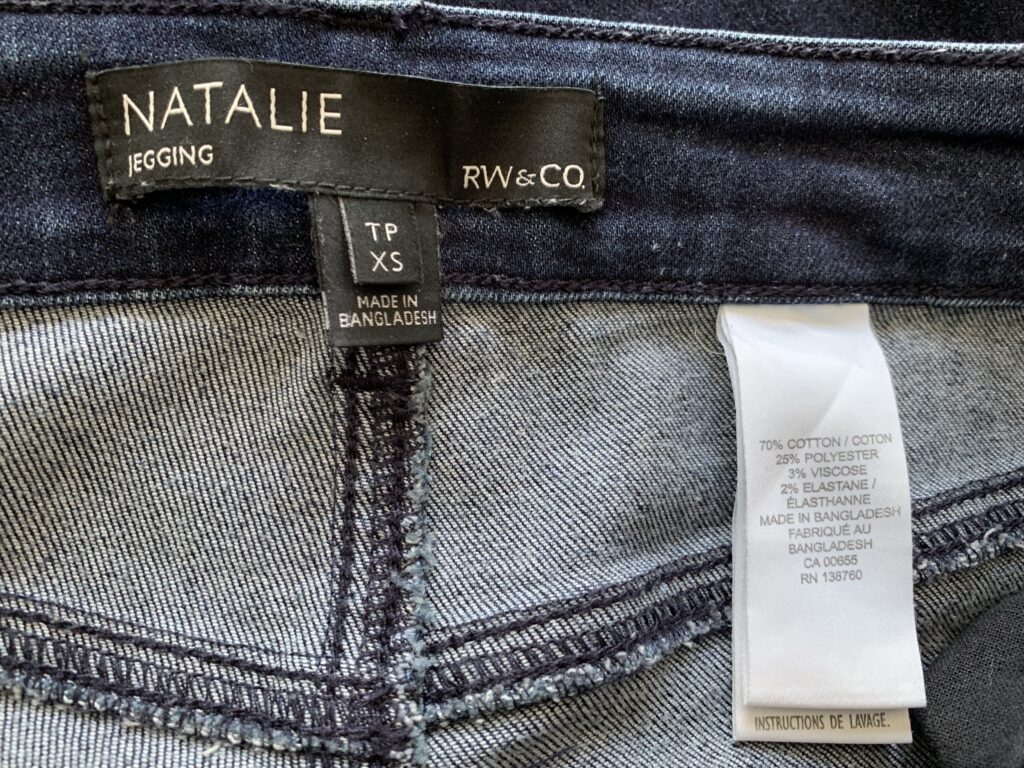 NATALIE
JEGGING
RW&CO.
TP
XS
MADE IN
BANGLADESH
70% COTTON / COTON
25% POLYESTER
3% VISCOSE
2% ELASTANE /
ÉLASTHANNE
MADE IN BANGLADESH
FABRIQUÉ AU
BANGLADESH
CA 00655
RN 138760
INSTRUCTIONS DE LAVAGE.